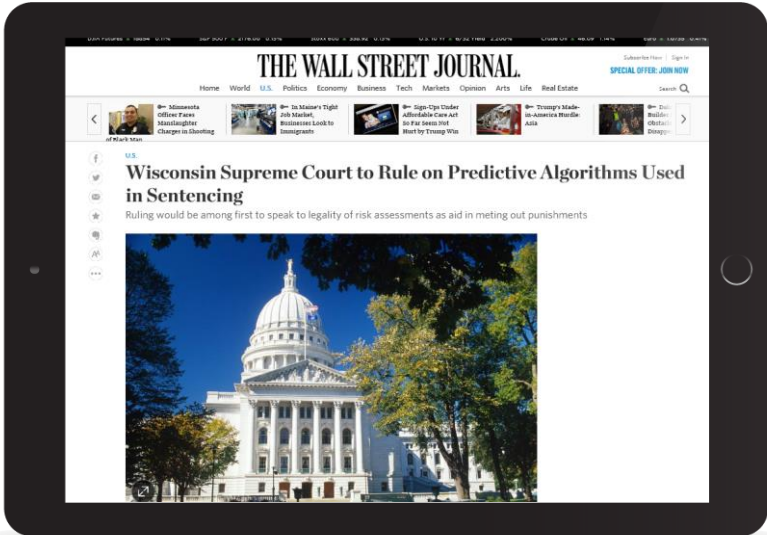 THE WALL STREET JOURNAL.
Subscribe Now | Sign In
SPECIAL OFFER: JOIN NOW
Home World U.S. Politics Economy Business Tech Markets Opinion Arts Life Real Estate
Search
Minnesota
Officer Faces
Manslaughter
Charges in Shooting
of Black Man
In Maine's Tight
Job Market,
Businesses Look to
Immigrants
Sign-Ups Under
Affordable Care Act
So Far Seem Not
Hurt by Trump Win
Trump's Made-
in-America Hurdle:
Asia
U.S.
Wisconsin Supreme Court to Rule on Predictive Algorithms Used
in Sentencing
Ruling would be among first to speak to legality of risk assessments as aid in meting out punishments